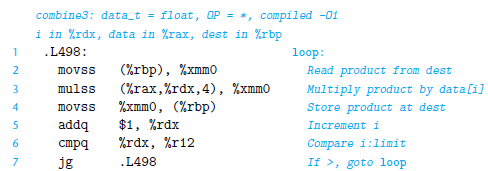 combine3: data_t = float, OP = *, compiled -O1
i in %rdx, data in %rax, dest in %rbp
1 .L498: loop:
2 movss (%rbp), %xmm0 Read product from dest
3 mulss (%rax,%rdx,4), %xmm0 Multiply product by data[i]
4 movss %xmm0, (%rbp) Store product at dest
5 addq $1, %rdx Increment i
6 cmpq %rdx, %r12 Compare i:limit
7 jg .L498 If >, goto loop